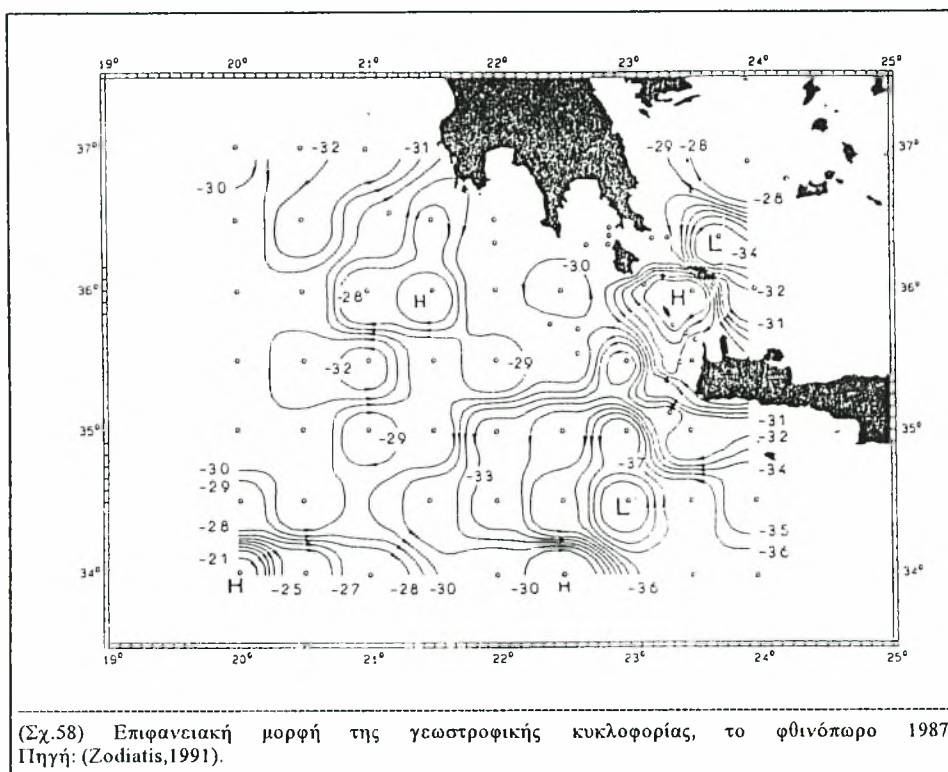 19° 20° 21° 22° 23° 24° 25°
37° -32 -31 -29 -28 37°
-30 -28
L -34
-30 -32
36° -28 H H 36°
-31
-32 -29
35° -29 -31 35°
-32
-37 -34
-30 -33
-29 L
-28 -35
-21 -36
34° 34°
H -25 -27 -28 -30 -30 H -36
19° 20° 21° 22° 23° 24° 25°
(Σχ.58) Επιφανειακή μορφή της γεωστροφικής κυκλοφορίας, το φθινόπωρο 1987
Πηγή: (Zodiatis,1991).